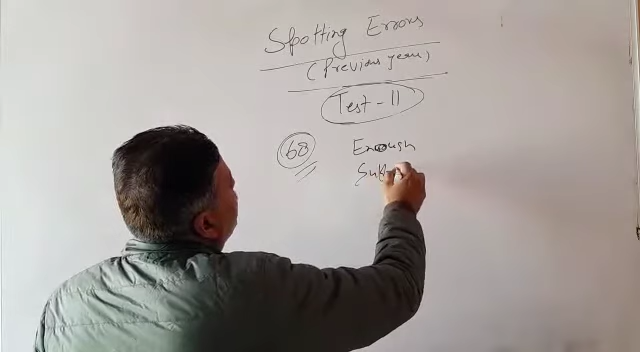 Spotting Errors
(Previous year)
Test - 11
68 Enough